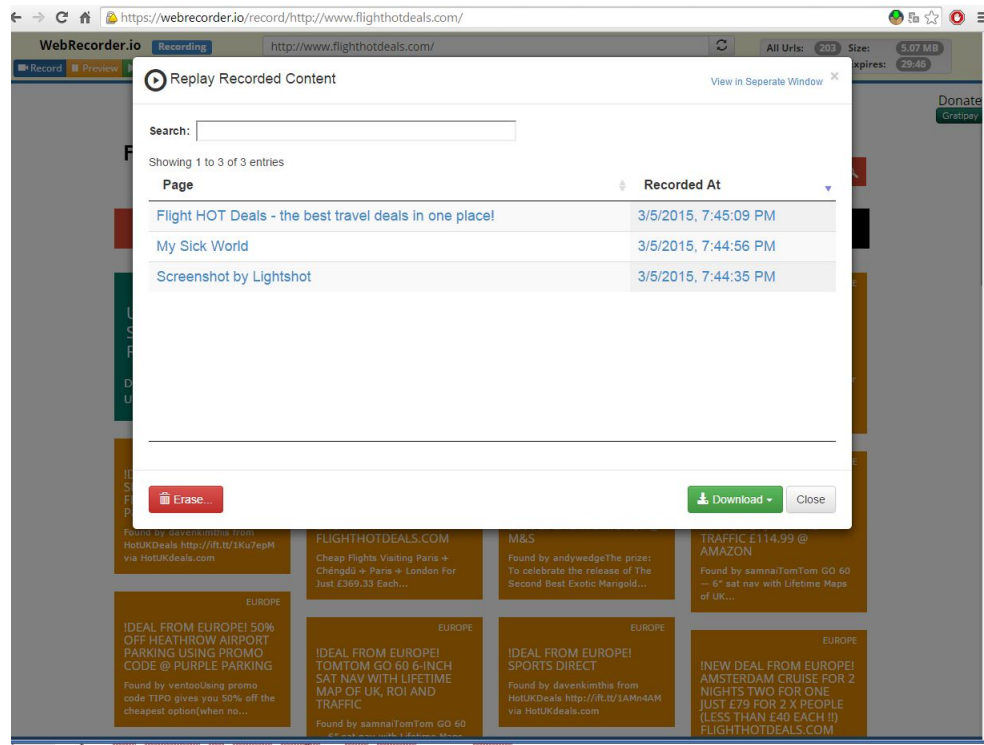 https://webrecorder.io/record/http://www.flighthotdeals.com/
WebRecorder.io Recording http://www.flighthotdeals.com/ All Urls: 203 Size: 5.07 MB
Record Preview xpires: 29:46
Replay Recorded Content View in Seperate Window ×
Donate
Gratipay
Search:
Showing 1 to 3 of 3 entries
Page Recorded At
Flight HOT Deals - the best travel deals in one place! 3/5/2015, 7:45:09 PM
My Sick World 3/5/2015, 7:44:56 PM
Screenshot by Lightshot 3/5/2015, 7:44:35 PM
Erase... Download Close
Found by davenkimthis from
HotUKDeals http://ift.tt/1Ku7epM
via HotUKdeals.com
FLIGHTHOTDEALS.COM
Cheap Flights Visiting Paris →
Chéngdū → Paris → London For
Just £369.33 Each...
M&S
Found by andywedgeThe prize:
To celebrate the release of The
Second Best Exotic Marigold...
TRAFFIC £114.99 @
AMAZON
Found by samnaiTomTom GO 60
— 6" sat nav with Lifetime Maps
of UK...
EUROPE
!DEAL FROM EUROPE! 50%
OFF HEATHROW AIRPORT
PARKING USING PROMO
CODE @ PURPLE PARKING
Found by ventooUsing promo
code TIPO gives you 50% off the
cheapest option(when no...
EUROPE
!DEAL FROM EUROPE!
TOMTOM GO 60 6-INCH
SAT NAV WITH LIFETIME
MAP OF UK, ROI AND
TRAFFIC
Found by samnaiTomTom GO 60
— 6" sat nav with Lifetime Maps
EUROPE
!DEAL FROM EUROPE!
SPORTS DIRECT
Found by davenkimthis from
HotUKDeals http://ift.tt/1AMn4AM
via HotUKdeals.com
EUROPE
!NEW DEAL FROM EUROPE!
AMSTERDAM CRUISE FOR 2
NIGHTS TWO FOR ONE
JUST £79 FOR 2 X PEOPLE
(LESS THAN £40 EACH !!)
FLIGHTHOTDEALS.COM